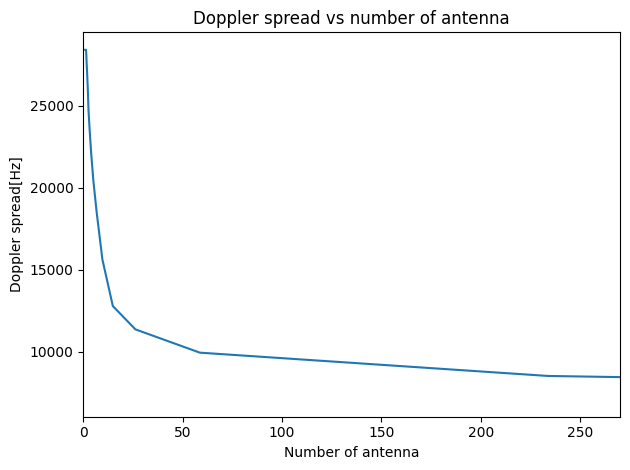 Doppler spread vs number of antenna
25000
20000
15000
10000
Doppler spread[Hz]
0 50 100 150 200 250
Number of antenna